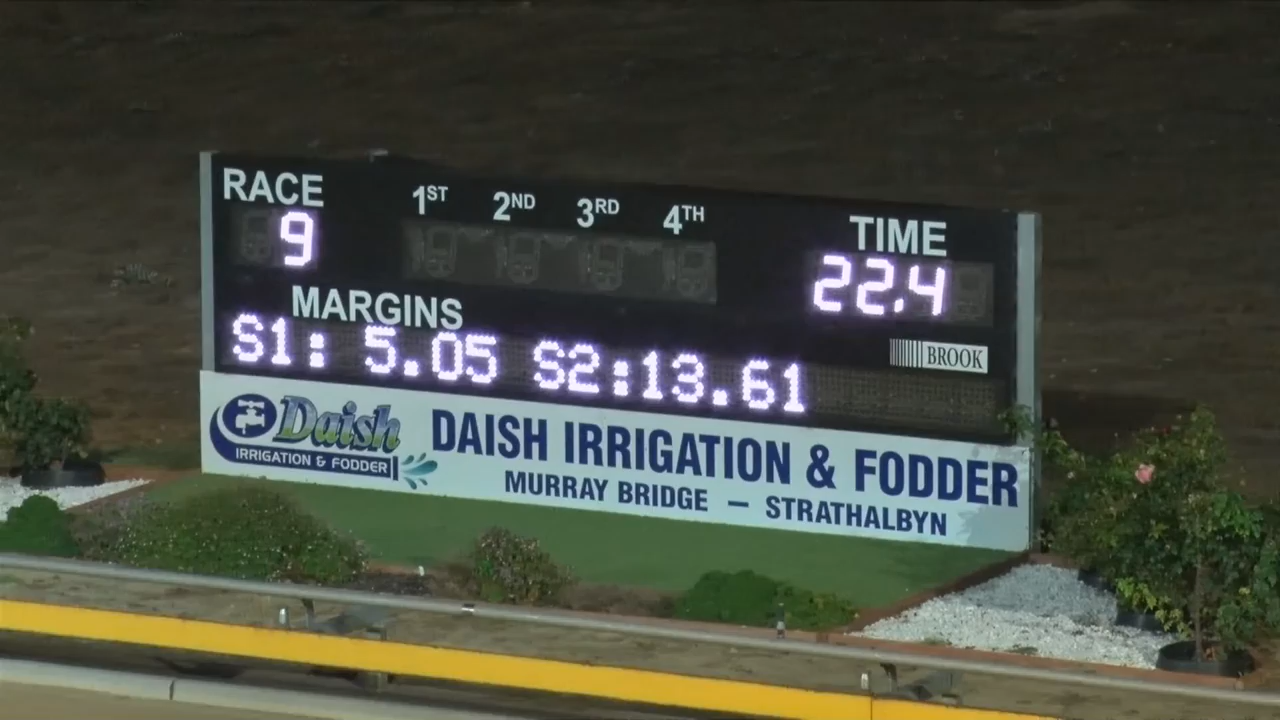 RACE 1ST 2ND 3RD 4TH TIME
9 22.4
MARGINS
S1: 5.05 S2:13.61
BROOK
Daish
IRRIGATION & FODDER
DAISH IRRIGATION & FODDER
MURRAY BRIDGE – STRATHALBYN